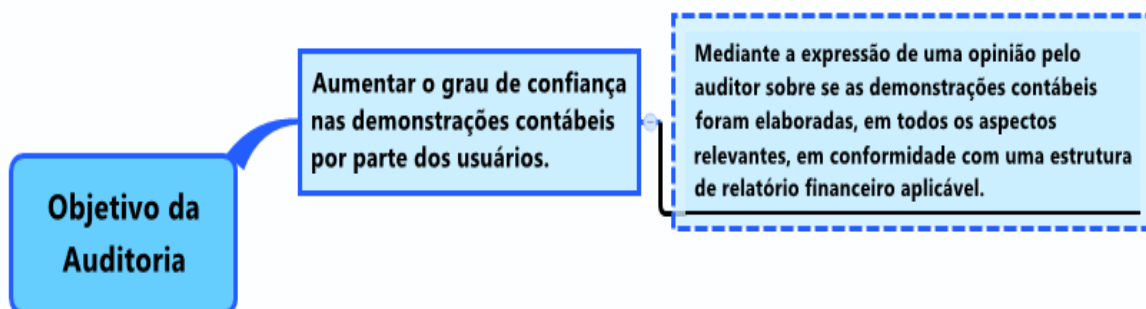 Objetivo da
Auditoria
Aumentar o grau de confiança
nas demonstrações contábeis
por parte dos usuários.
Mediante a expressão de uma opinião pelo
auditor sobre se as demonstrações contábeis
foram elaboradas, em todos os aspectos
relevantes, em conformidade com uma estrutura
de relatório financeiro aplicável.